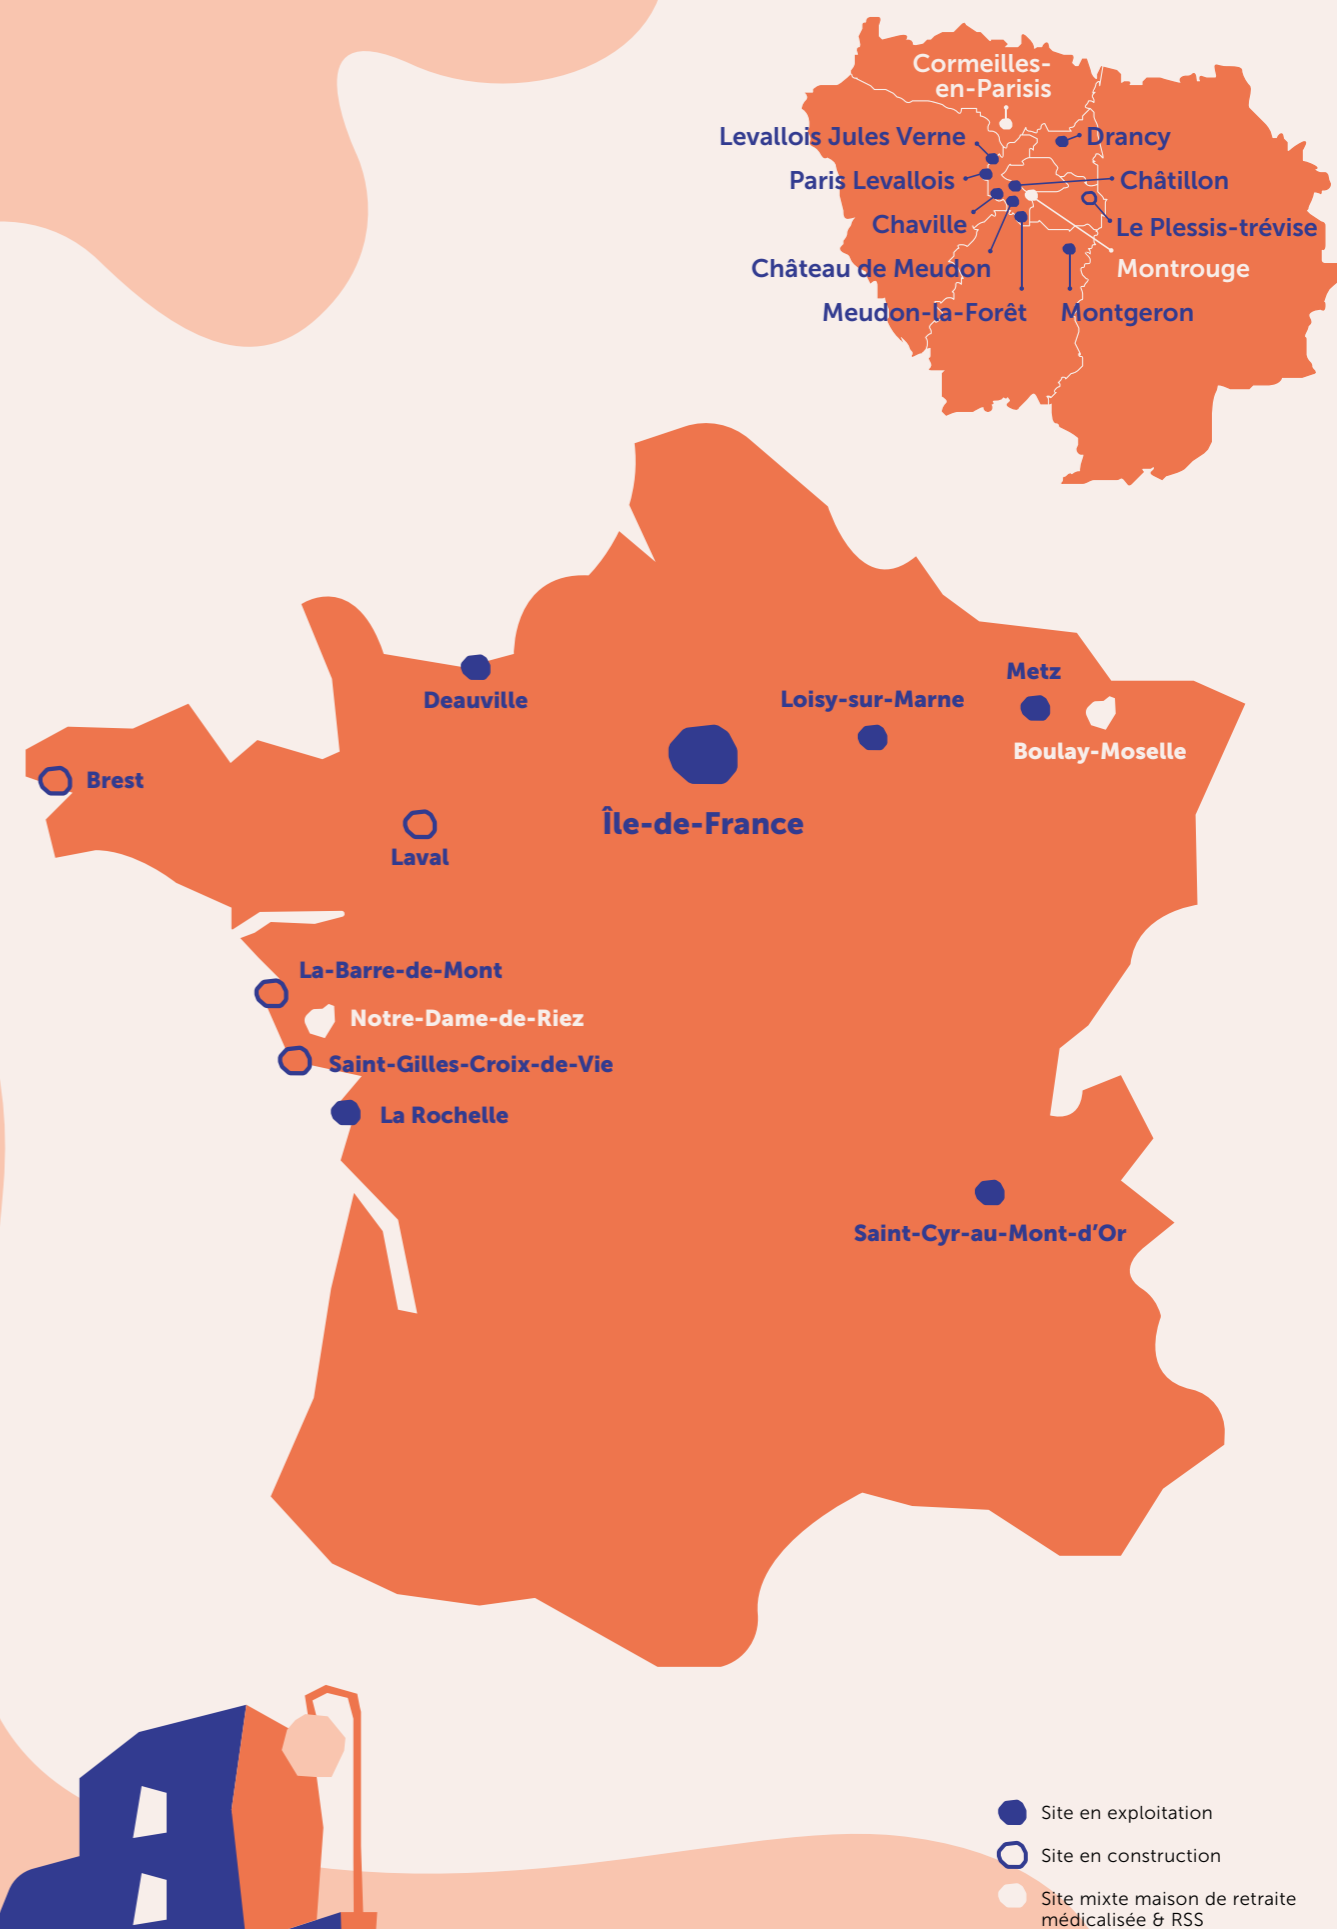 Cormeilles-
en-Parisis
Levallois Jules Verne
Drancy
Paris Levallois
Châtillon
Chaville
Le Plessis-trévise
Château de Meudon
Montrouge
Meudon-la-Forêt
Montgeron
Metz
Deauville
Loisy-sur-Marne
Boulay-Moselle
Brest
Île-de-France
Laval
La-Barre-de-Mont
Notre-Dame-de-Riez
Saint-Gilles-Croix-de-Vie
La Rochelle
Saint-Cyr-au-Mont-d'Or
Site en exploitation
Site en construction
Site mixte maison de retraite
médicalisée & RSS